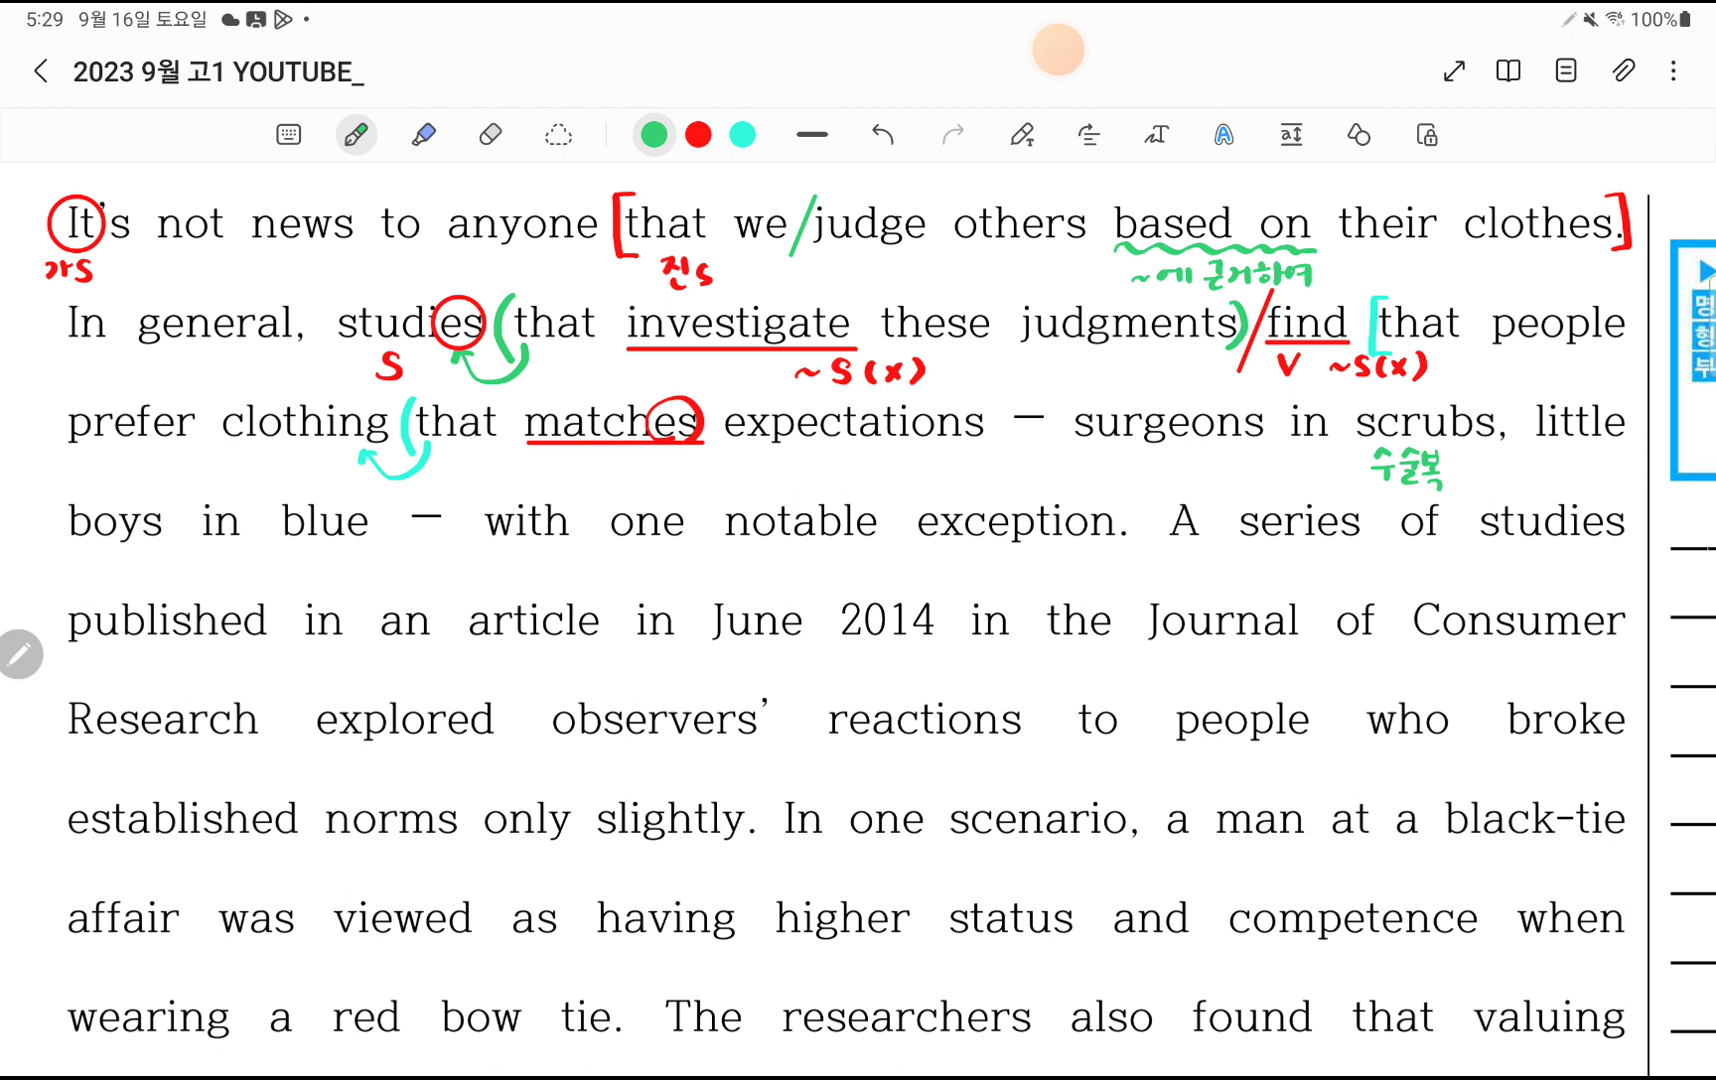 5:29 9월 16일 토요일
100%
2023 9월 고1 YOUTUBE_
It's not news to anyone [that we/judge others based on their clothes.]
가S 진S ~에 근거하여
In general, studies (that investigate these judgments)/find [that people
S ~S(x) V ~S(x)
prefer clothing (that matches expectations – surgeons in scrubs, little
수술복
boys in blue – with one notable exception. A series of studies
published in an article in June 2014 in the Journal of Consumer
Research explored observers' reactions to people who broke
established norms only slightly. In one scenario, a man at a black-tie
affair was viewed as having higher status and competence when
wearing a red bow tie. The researchers also found that valuing
명
형
부